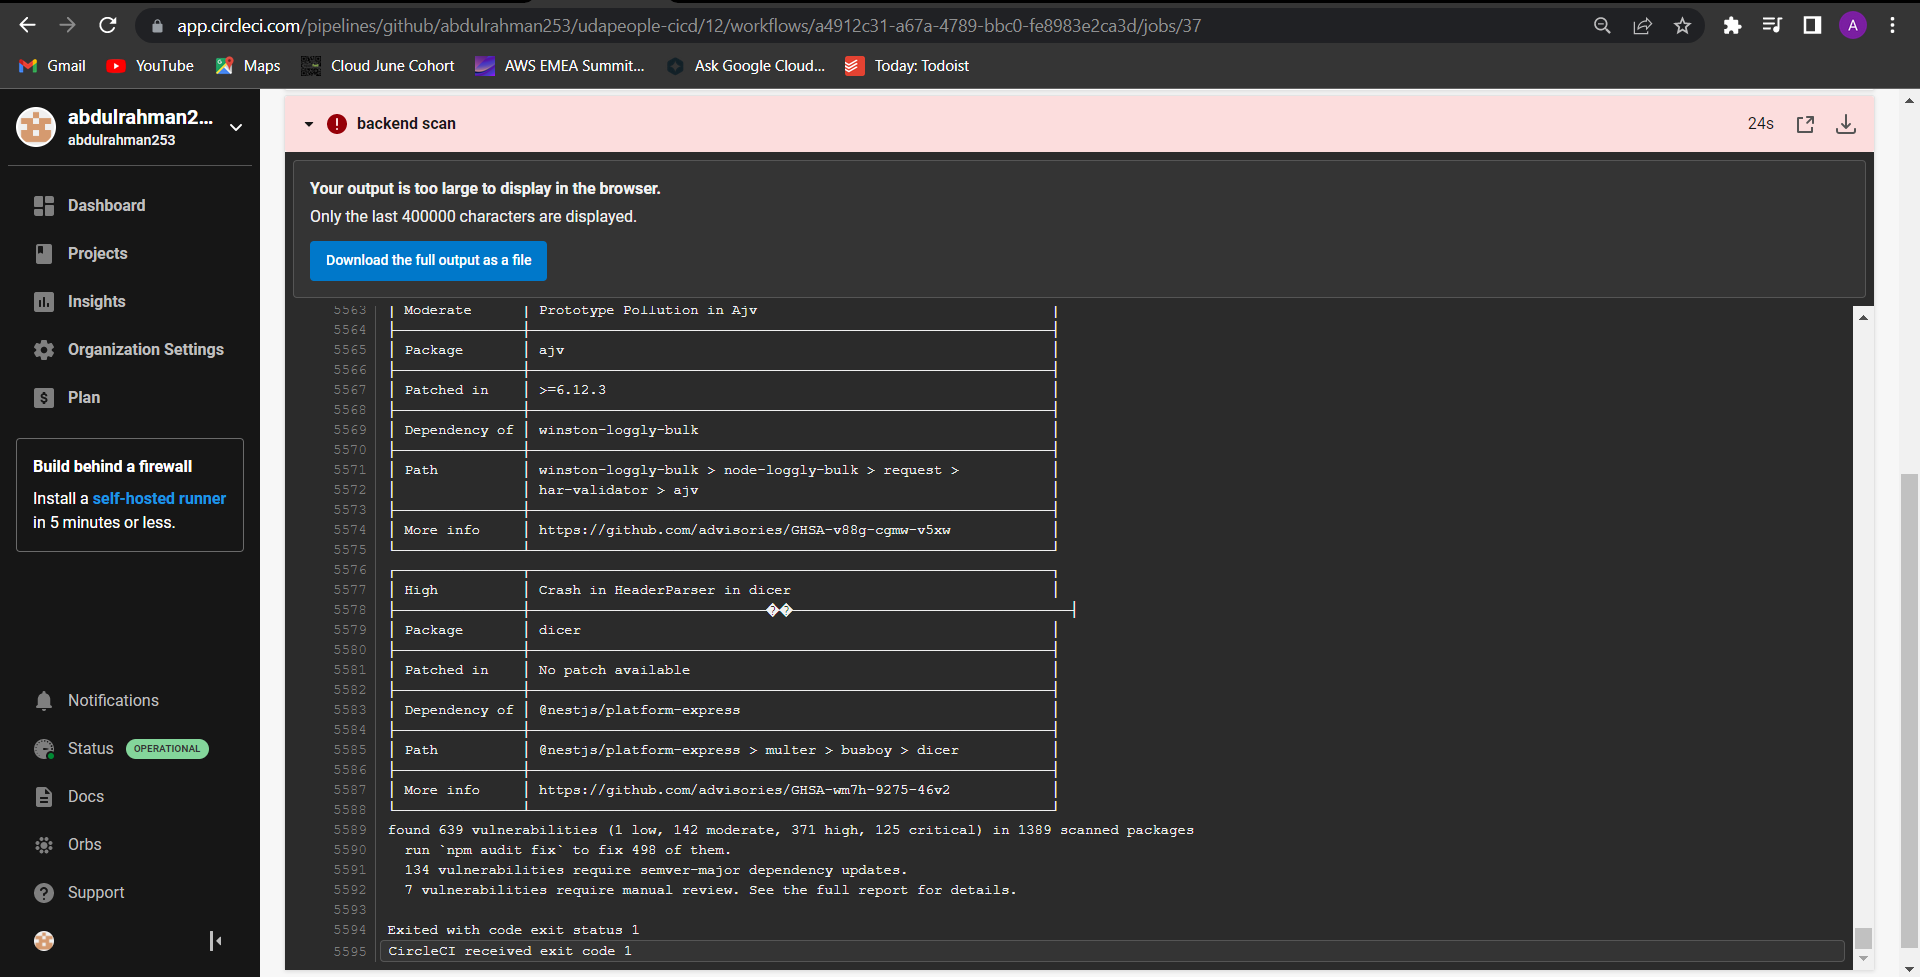 app.circleci.com/pipelines/github/abdulrahman253/udapeople-cicd/12/workflows/a4912c31-a67a-4789-bbc0-fe8983e2ca3d/jobs/37
A
Gmail
YouTube
Maps
Cloud June Cohort
AWS EMEA Summit...
Ask Google Cloud...
Today: Todoist
abdulrahman2...
abdulrahman253
Dashboard
Projects
Insights
Organization Settings
Plan
Build behind a firewall
Install a self-hosted runner
in 5 minutes or less.
Notifications
Status OPERATIONAL
Docs
Orbs
Support
backend scan
24s
Your output is too large to display in the browser.
Only the last 400000 characters are displayed.
Download the full output as a file
5563 Moderate Prototype Pollution in Ajv
5564
5565 Package ajv
5566
5567 Patched in >=6.12.3
5568
5569 Dependency of winston-loggly-bulk
5570
5571 Path winston-loggly-bulk > node-loggly-bulk > request >
5572 har-validator > ajv
5573
5574 More info https://github.com/advisories/GHSA-v88g-cgmw-v5xw
5575
5576
5577 High Crash in HeaderParser in dicer
5578 ��
5579 Package dicer
5580
5581 Patched in No patch available
5582
5583 Dependency of @nestjs/platform-express
5584
5585 Path @nestjs/platform-express > multer > busboy > dicer
5586
5587 More info https://github.com/advisories/GHSA-wm7h-9275-46v2
5588
5589 found 639 vulnerabilities (1 low, 142 moderate, 371 high, 125 critical) in 1389 scanned packages
5590 run `npm audit fix` to fix 498 of them.
5591 134 vulnerabilities require semver-major dependency updates.
5592 7 vulnerabilities require manual review. See the full report for details.
5593
5594 Exited with code exit status 1
5595 CircleCI received exit code 1